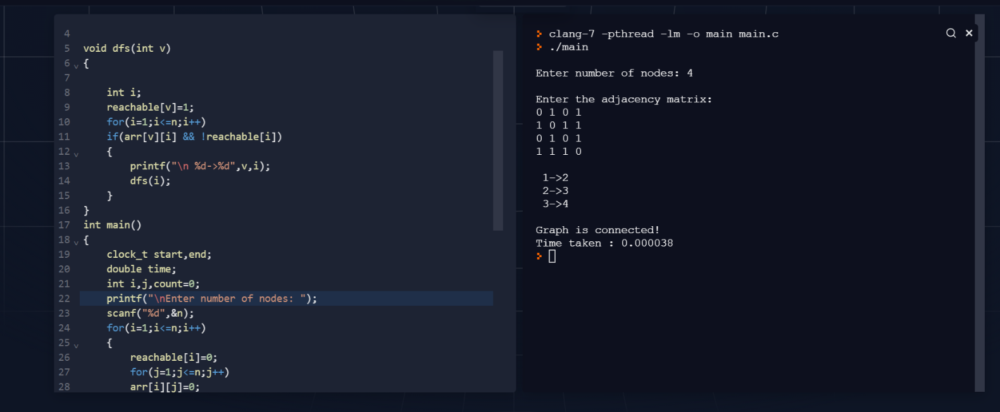 4
5 void dfs(int v)
6 {
7
8 int i;
9 reachable[v]=1;
10 for(i=1;i<=n;i++)
11 if(arr[v][i] && !reachable[i])
12 {
13 printf("\n %d->%d",v,i);
14 dfs(i);
15 }
16 }
17 int main()
18 {
19 clock_t start,end;
20 double time;
21 int i,j,count=0;
22 printf("\nEnter number of nodes: ");
23 scanf("%d",&n);
24 for(i=1;i<=n;i++)
25 {
26 reachable[i]=0;
27 for(j=1;j<=n;j++)
28 arr[i][j]=0;
clang-7 -pthread -lm -o main main.c
./main
Enter number of nodes: 4
Enter the adjacency matrix:
0 1 0 1
1 0 1 1
0 1 0 1
1 1 1 0
1->2
2->3
3->4
Graph is connected!
Time taken : 0.000038